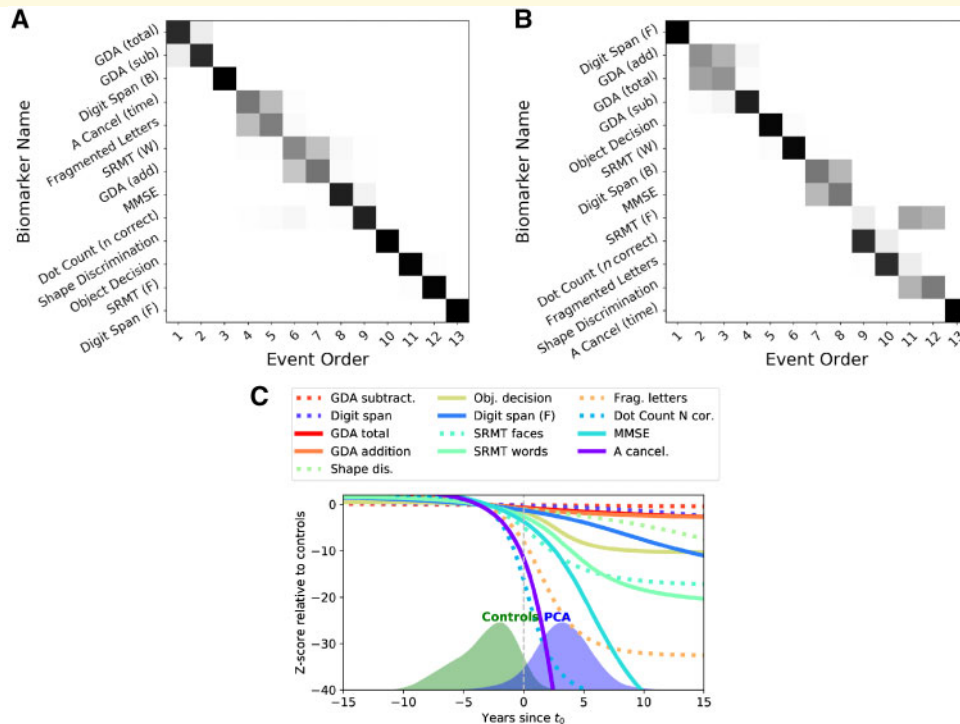 A
B
Biomarker Name
GDA (total)
GDA (sub)
Digit Span (B)
A Cancel (time)
Fragmented Letters
SRMT (W)
GDA (add)
MMSE
Dot Count (n correct)
Shape Discrimination
Object Decision
SRMT (F)
Digit Span (F)
1 2 3 4 5 6 7 8 9 10 11 12 13
Event Order
Biomarker Name
Digit Span (F)
GDA (add)
GDA (total)
GDA (sub)
Object Decision
SRMT (W)
Digit Span (B)
MMSE
SRMT (F)
Dot Count (n correct)
Fragmented Letters
Shape Discrimination
A Cancel (time)
1 2 3 4 5 6 7 8 9 10 11 12 13
Event Order
C
GDA subtract.
Digit span
GDA total
GDA addition
Shape dis.
Obj. decision
Digit span (F)
SRMT faces
SRMT words
Frag. letters
Dot Count N cor.
MMSE
A cancel.
Z-score relative to controls
0
−10
−20
−30
−40
Controls PCA
−15 −10 −5 0 5 10 15
Years since t0